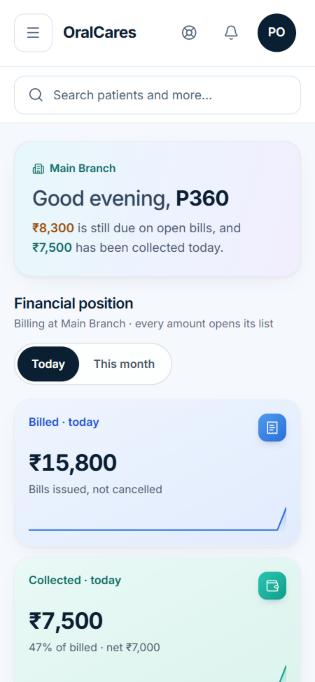 OralCares
PO
Search patients and more...
Main Branch
Good evening, P360
₹8,300 is still due on open bills, and
₹7,500 has been collected today.
Financial position
Billing at Main Branch · every amount opens its list
Today
This month
Billed · today
₹15,800
Bills issued, not cancelled
Collected · today
₹7,500
47% of billed · net ₹7,000